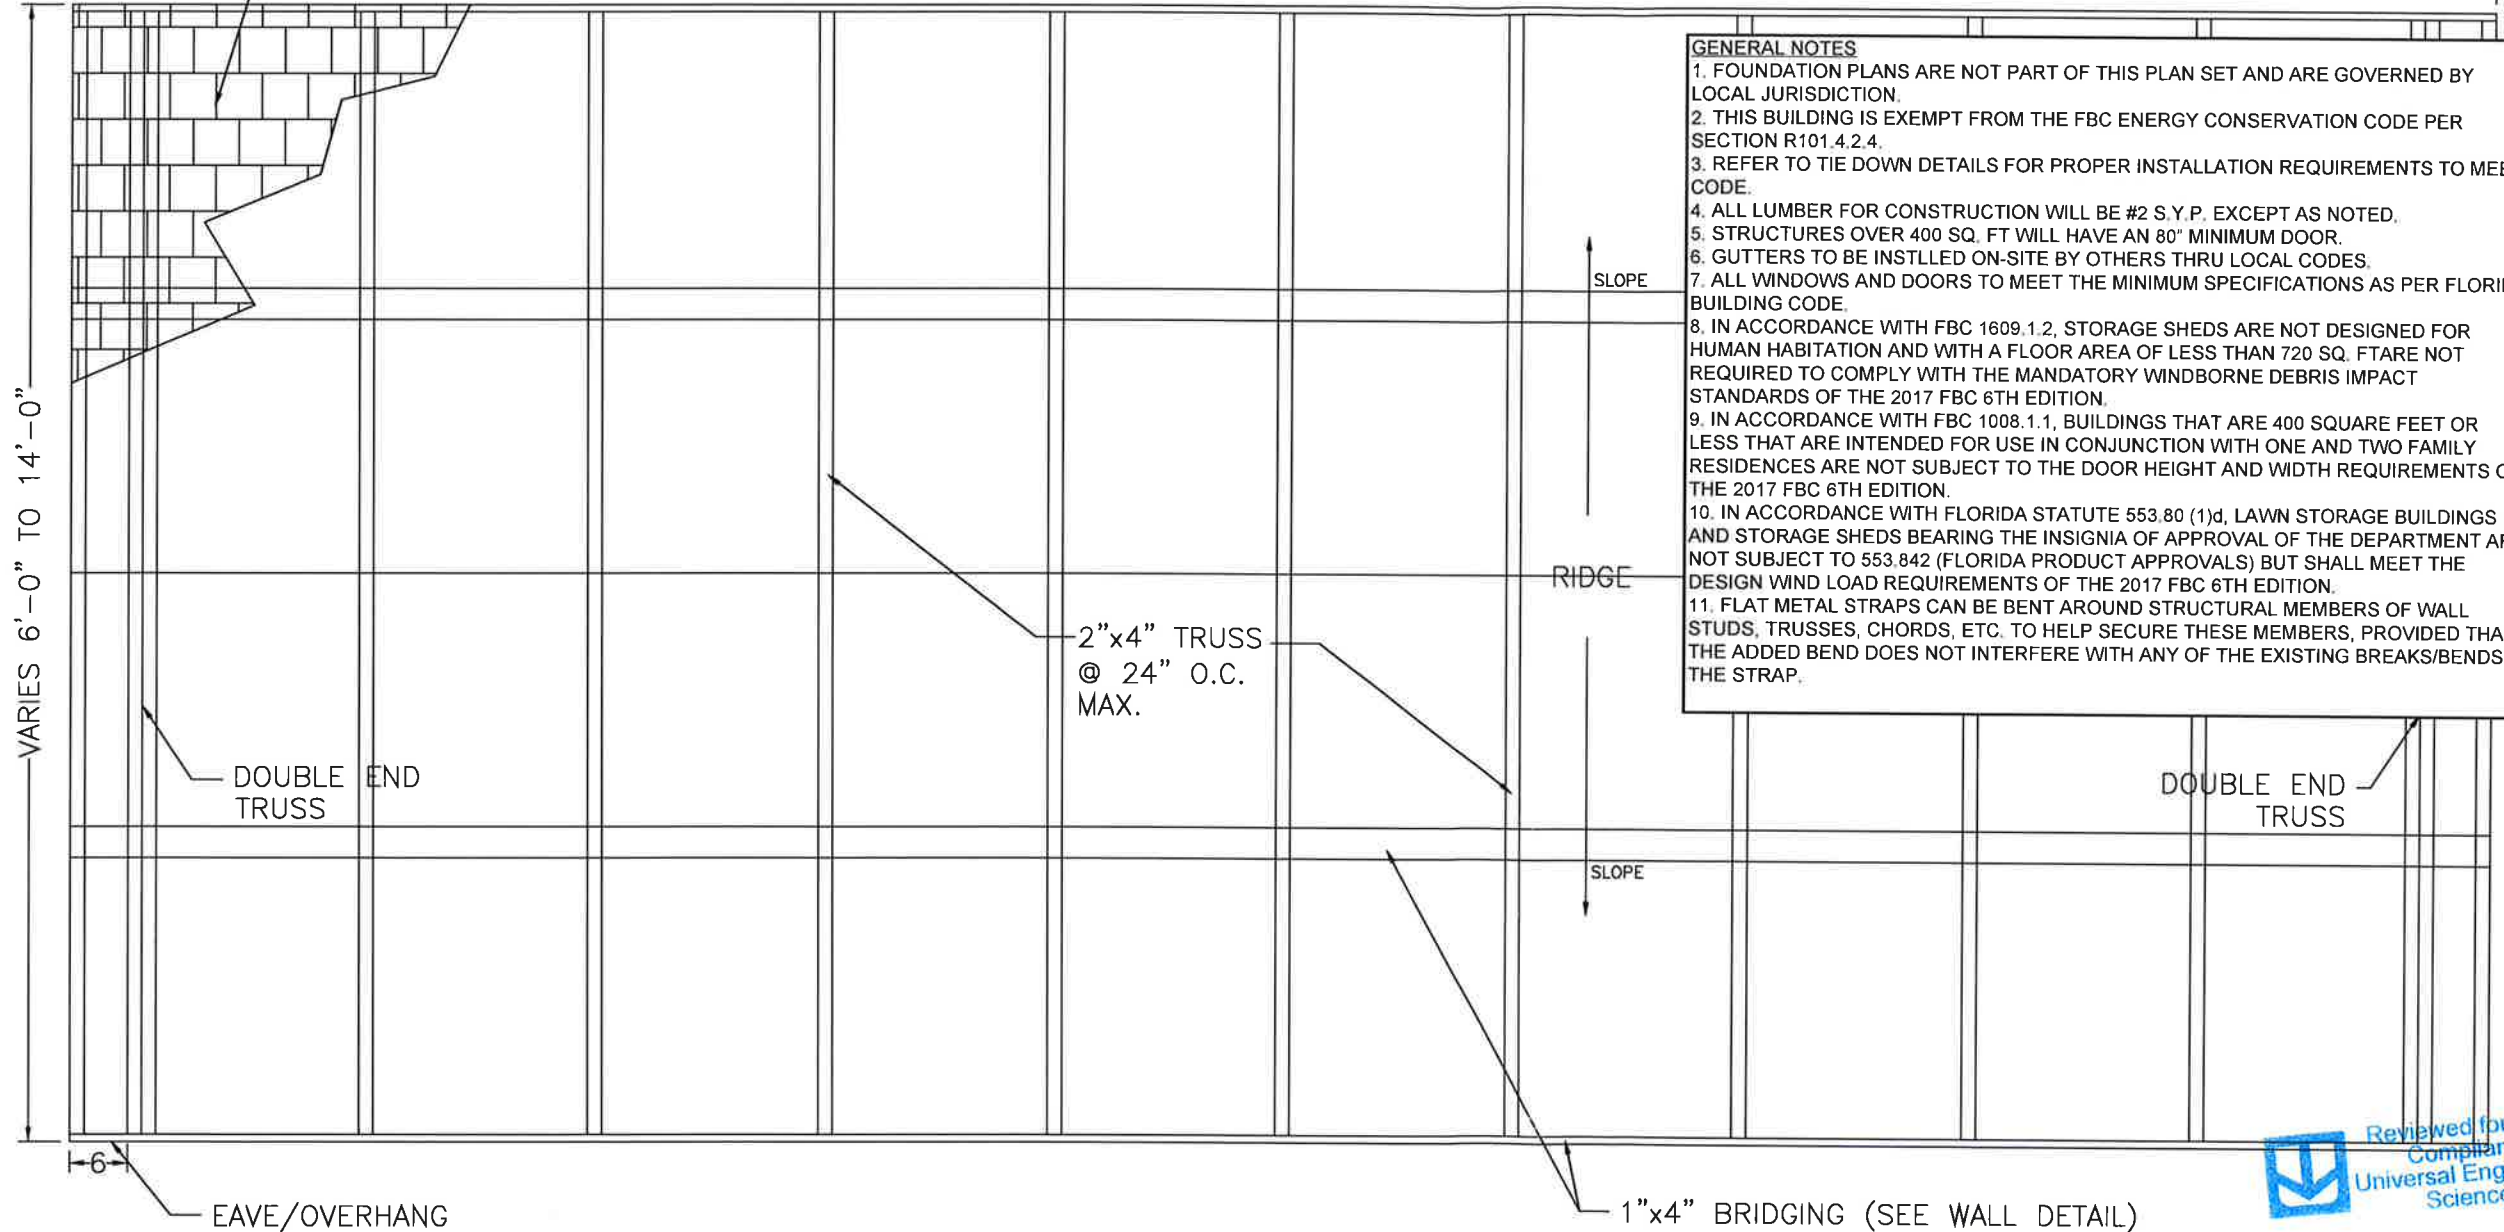 GENERAL NOTES
1. FOUNDATION PLANS ARE NOT PART OF THIS PLAN SET AND ARE GOVERNED BY
LOCAL JURISDICTION.
2. THIS BUILDING IS EXEMPT FROM THE FBC ENERGY CONSERVATION CODE PER
SECTION R101.4.2.4.
3. REFER TO TIE DOWN DETAILS FOR PROPER INSTALLATION REQUIREMENTS TO
CODE.
4. ALL LUMBER FOR CONSTRUCTION WILL BE #2 S.Y.P. EXCEPT AS NOTED.
5. STRUCTURES OVER 400 SQ. FT WILL HAVE AN 80" MINIMUM DOOR.
6. GUTTERS TO BE INSTLLED ON-SITE BY OTHERS THRU LOCAL CODES.
7. ALL WINDOWS AND DOORS TO MEET THE MINIMUM SPECIFICATIONS AS PER
BUILDING CODE.
8. IN ACCORDANCE WITH FBC 1609.1.2, STORAGE SHEDS ARE NOT DESIGNED FOR
HUMAN HABITATION AND WITH A FLOOR AREA OF LESS THAN 720 SQ. FTARE NOT
REQUIRED TO COMPLY WITH THE MANDATORY WINDBORNE DEBRIS IMPACT
STANDARDS OF THE 2017 FBC 6TH EDITION.
9. IN ACCORDANCE WITH FBC 1008.1.1, BUILDINGS THAT ARE 400 SQUARE FEET OR
LESS THAT ARE INTENDED FOR USE IN CONJUNCTION WITH ONE AND TWO FAMILY
RESIDENCES ARE NOT SUBJECT TO THE DOOR HEIGHT AND WIDTH REQUIREMENTS
THE 2017 FBC 6TH EDITION.
10. IN ACCORDANCE WITH FLORIDA STATUTE 553.80 (1)d, LAWN STORAGE BUILDINGS
AND STORAGE SHEDS BEARING THE INSIGNIA OF APPROVAL OF THE DEPARTMENT
NOT SUBJECT TO 553.842 (FLORIDA PRODUCT APPROVALS) BUT SHALL MEET THE
DESIGN WIND LOAD REQUIREMENTS OF THE 2017 FBC 6TH EDITION.
11. FLAT METAL STRAPS CAN BE BENT AROUND STRUCTURAL MEMBERS OF WALL
STUDS, TRUSSES, CHORDS, ETC. TO HELP SECURE THESE MEMBERS, PROVIDED
THE ADDED BEND DOES NOT INTERFERE WITH ANY OF THE EXISTING BREAKS/BENDS
THE STRAP.
SLOPE
VARIES 6'-0" TO 14'-0"
RIDGE
2"x4" TRUSS
@ 24" O.C.
MAX.
DOUBLE END
TRUSS
DOUBLE END
TRUSS
SLOPE
6
EAVE/OVERHANG
1"x4" BRIDGING (SEE WALL DETAIL)
Reviewed
Universal